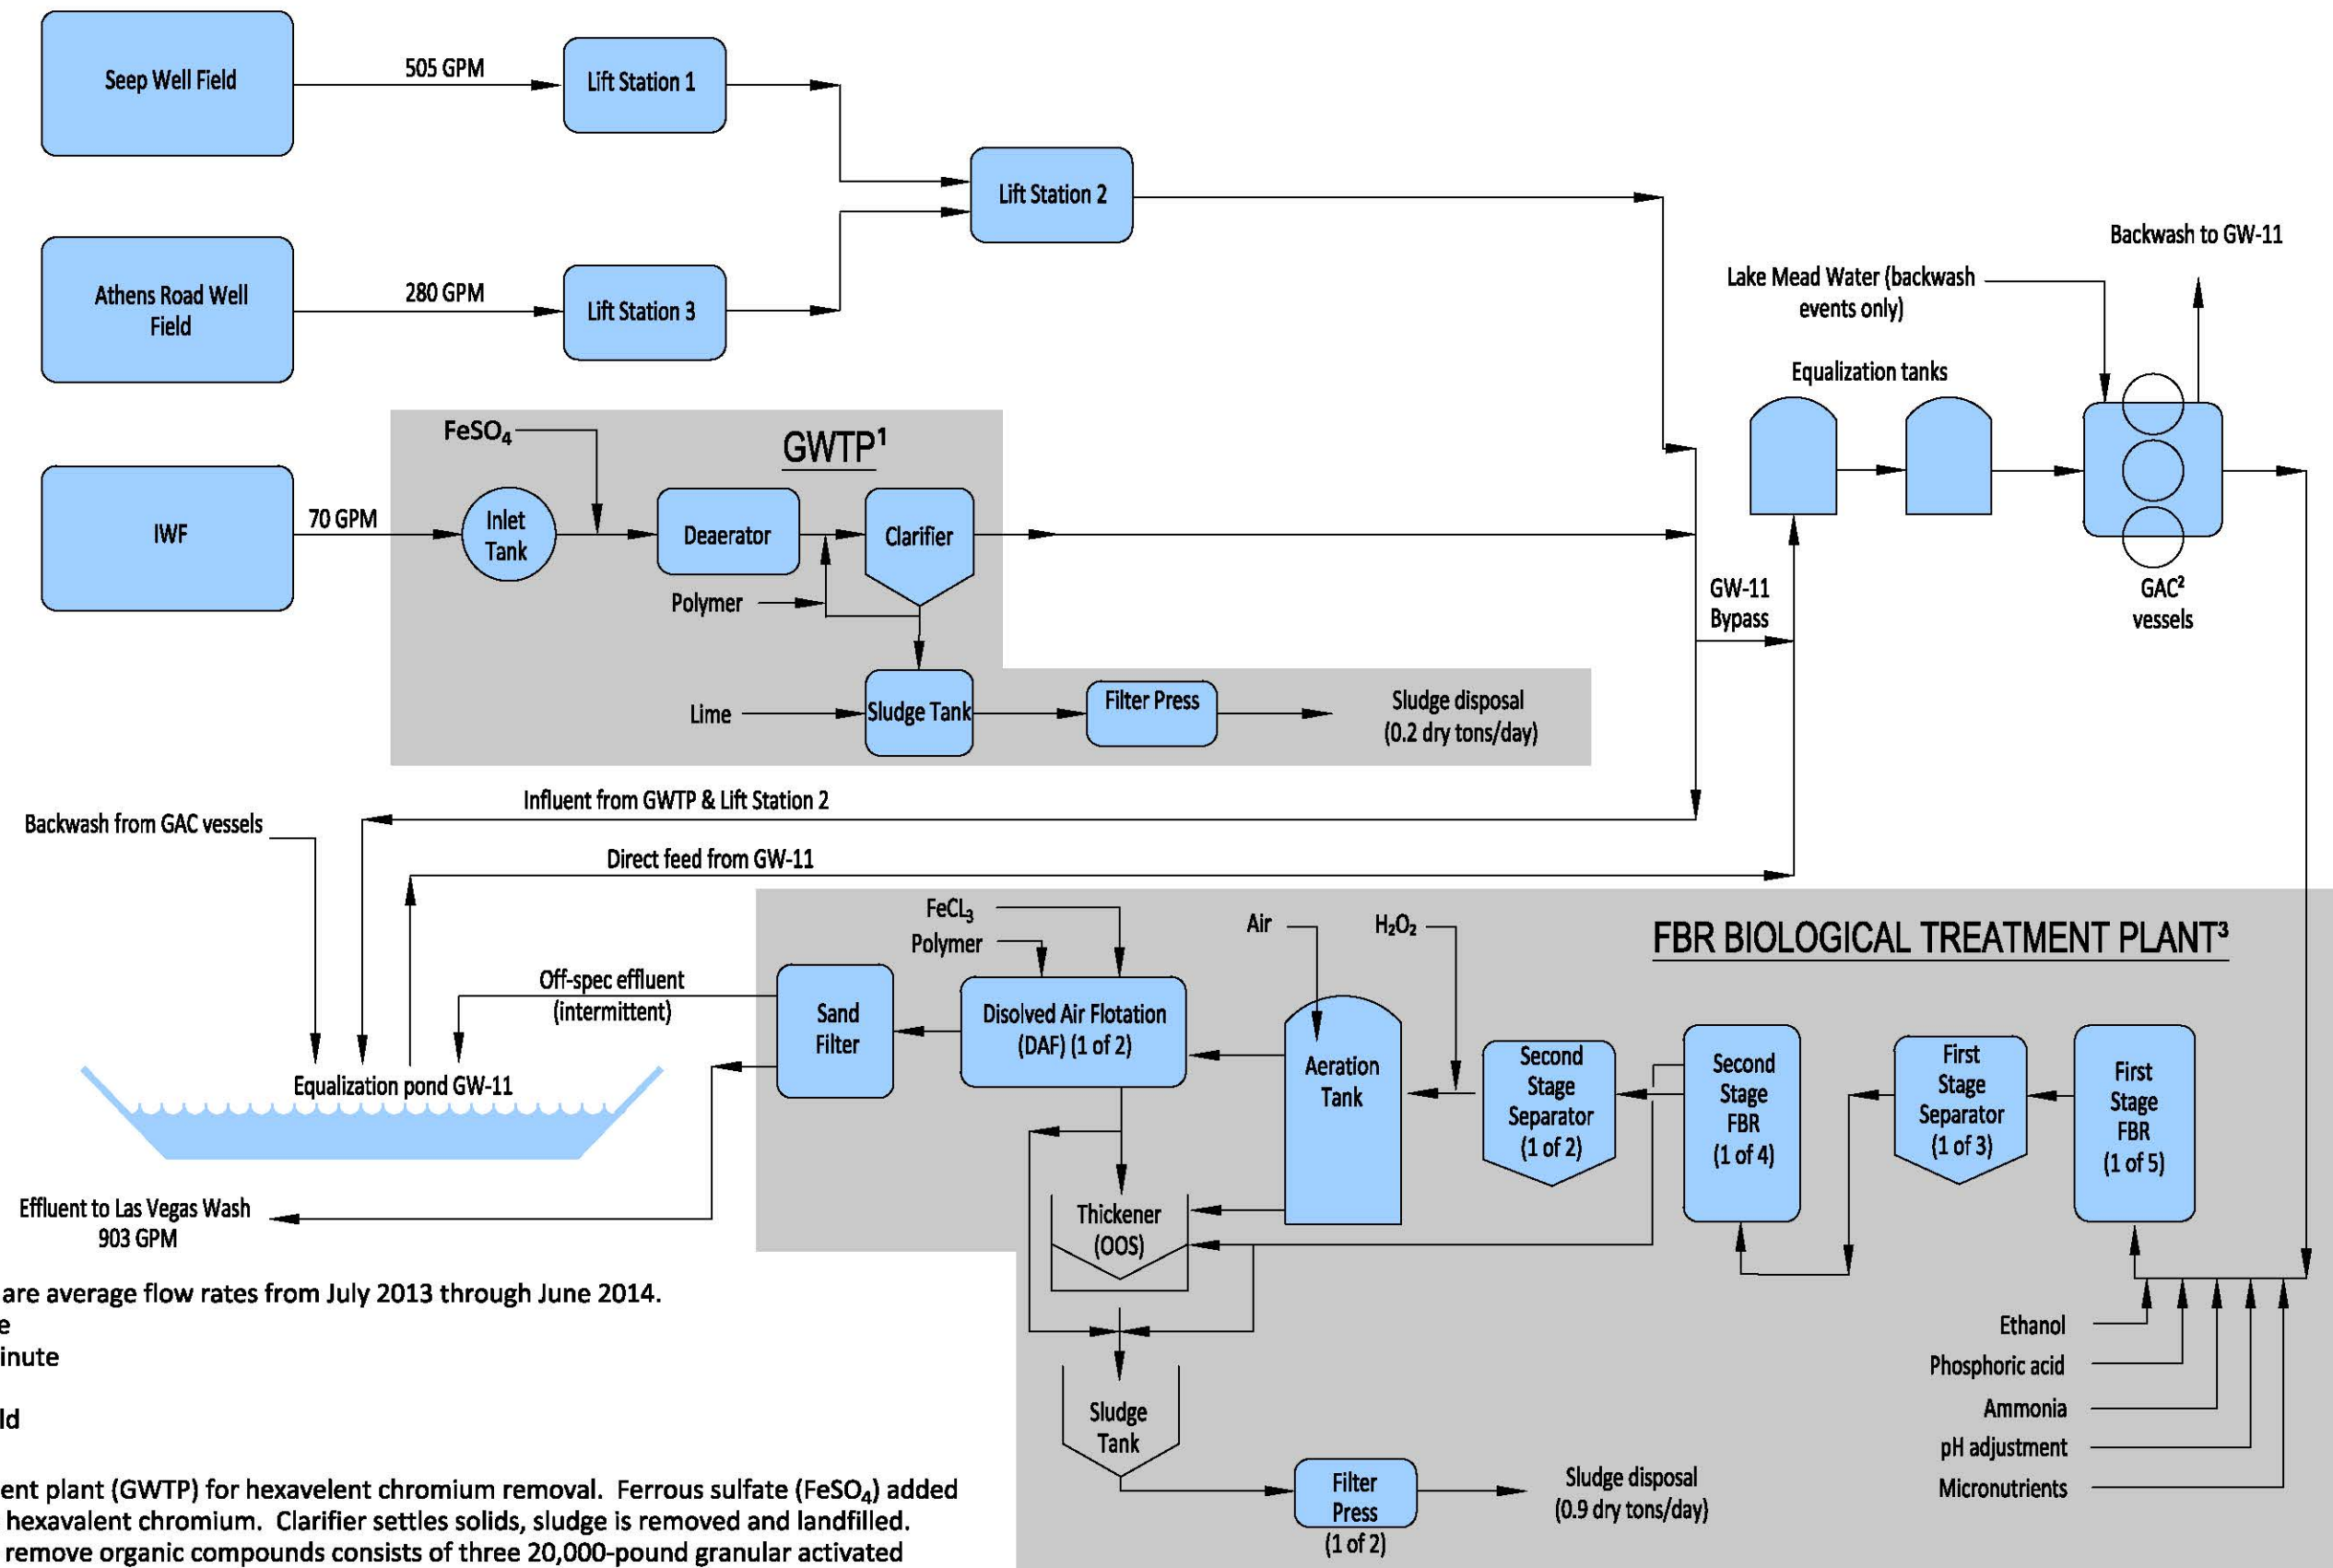 Seep Well Field
505 GPM
Lift Station 1
Lift Station 2
Athens Road Well
Field
280 GPM
Lift Station 3
Backwash to GW-11
Lake Mead Water (backwash
events only)
Equalization tanks
GAC²
vessels
GW-11
Bypass
IWF
70 GPM
GWTP¹
FeSO₄
Inlet
Tank
Deaerator
Clarifier
Polymer
Lime
Sludge Tank
Filter Press
Sludge disposal
(0.2 dry tons/day)
Influent from GWTP & Lift Station 2
Backwash from GAC vessels
Direct feed from GW-11
Off-spec effluent
(intermittent)
Equalization pond GW-11
Effluent to Las Vegas Wash
903 GPM
FBR BIOLOGICAL TREATMENT PLANT³
FeCL₃
Polymer
Air
H₂O₂
Sand
Filter
Disolved Air Flotation
(DAF) (1 of 2)
Aeration
Tank
Second
Stage
Separator
(1 of 2)
Second
Stage
FBR
(1 of 4)
First
Stage
Separator
(1 of 3)
First
Stage
FBR
(1 of 5)
Thickener
(OOS)
Sludge
Tank
Filter
Press
(1 of 2)
Sludge disposal
(0.9 dry tons/day)
Ethanol
Phosphoric acid
Ammonia
pH adjustment
Micronutrients
are average flow rates from July 2013 through June 2014.
e
inute
ld
ent plant (GWTP) for hexavelent chromium removal. Ferrous sulfate (FeSO₄) added
hexavalent chromium. Clarifier settles solids, sludge is removed and landfilled.
remove organic compounds consists of three 20,000-pound granular activated